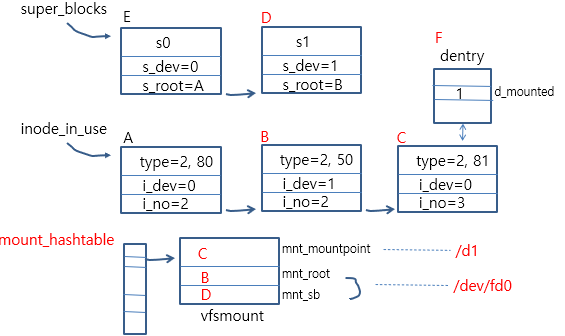 super_blocks
E
s0
s_dev=0
s_root=A
D
s1
s_dev=1
s_root=B
F
dentry
1
d_mounted
inode_in_use
A
type=2, 80
i_dev=0
i_no=2
B
type=2, 50
i_dev=1
i_no=2
C
type=2, 81
i_dev=0
i_no=3
mount_hashtable
C
B
D
vfsmount
mnt_mountpoint
mnt_root
mnt_sb
/d1
/dev/fd0